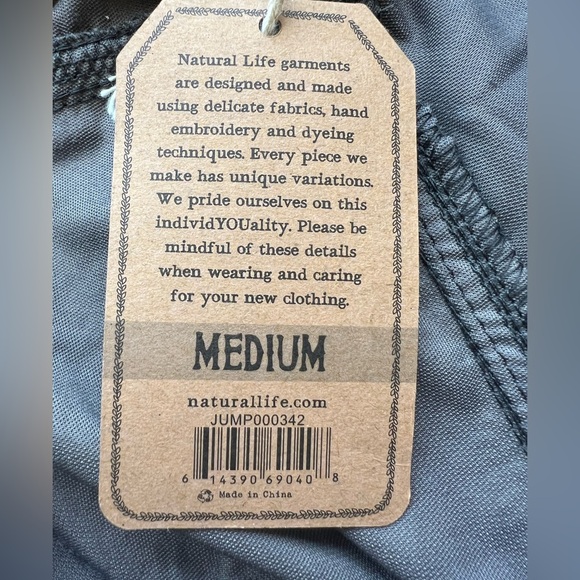 Natural Life garments
are designed and made
using delicate fabrics, hand
embroidery and dyeing
techniques. Every piece we
make has unique variations.
We pride ourselves on this
individYOUality. Please be
mindful of these details
when wearing and caring
for your new clothing.
MEDIUM
naturallife.com
JUMP000342
6 14390 69040 8
Made in China